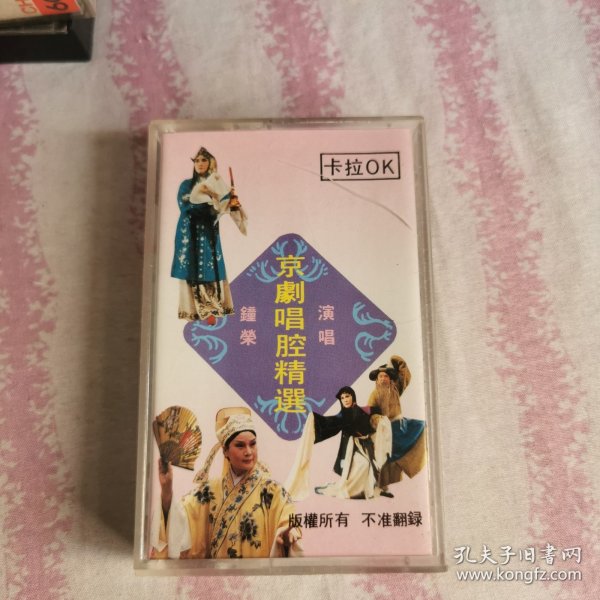 卡拉OK
京劇唱腔精選
演唱
鐘榮
版權所有 不准翻録
孔夫子旧书网
www.kongfz.com